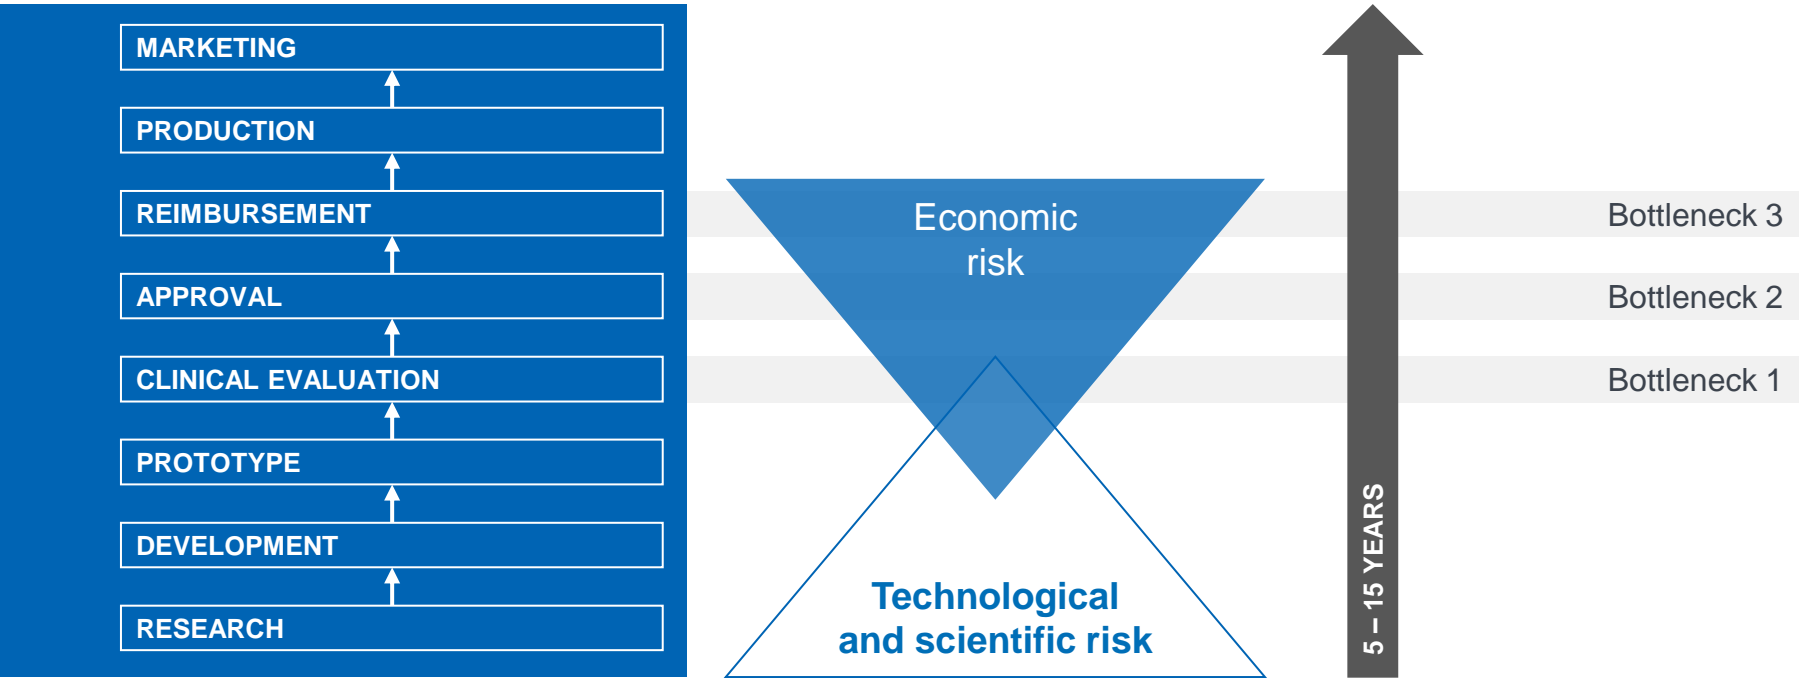 MARKETING
PRODUCTION
REIMBURSEMENT
APPROVAL
CLINICAL EVALUATION
PROTOTYPE
DEVELOPMENT
RESEARCH
Economic
risk
Technological
and scientific risk
5 – 15 YEARS
Bottleneck 3
Bottleneck 2
Bottleneck 1